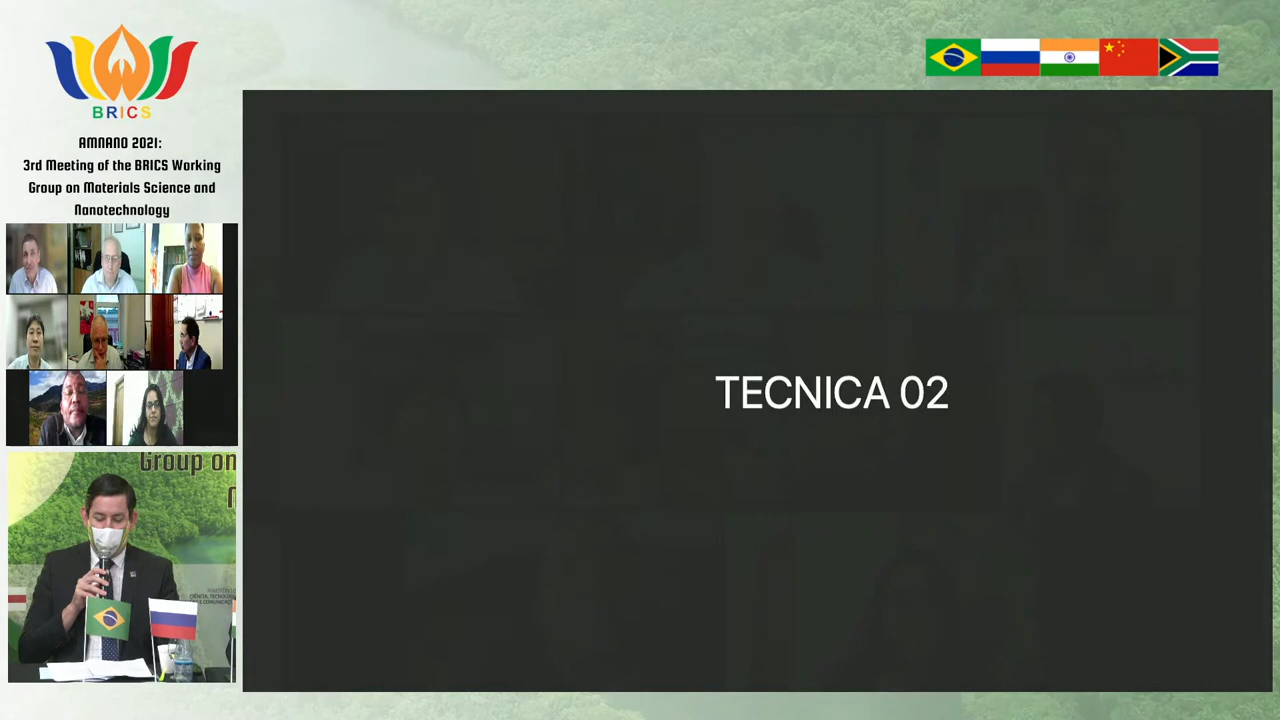 BRICS
AMNANO 2021:
3rd Meeting of the BRICS Working
Group on Materials Science and
Nanotechnology
TECNICA 02
Group on